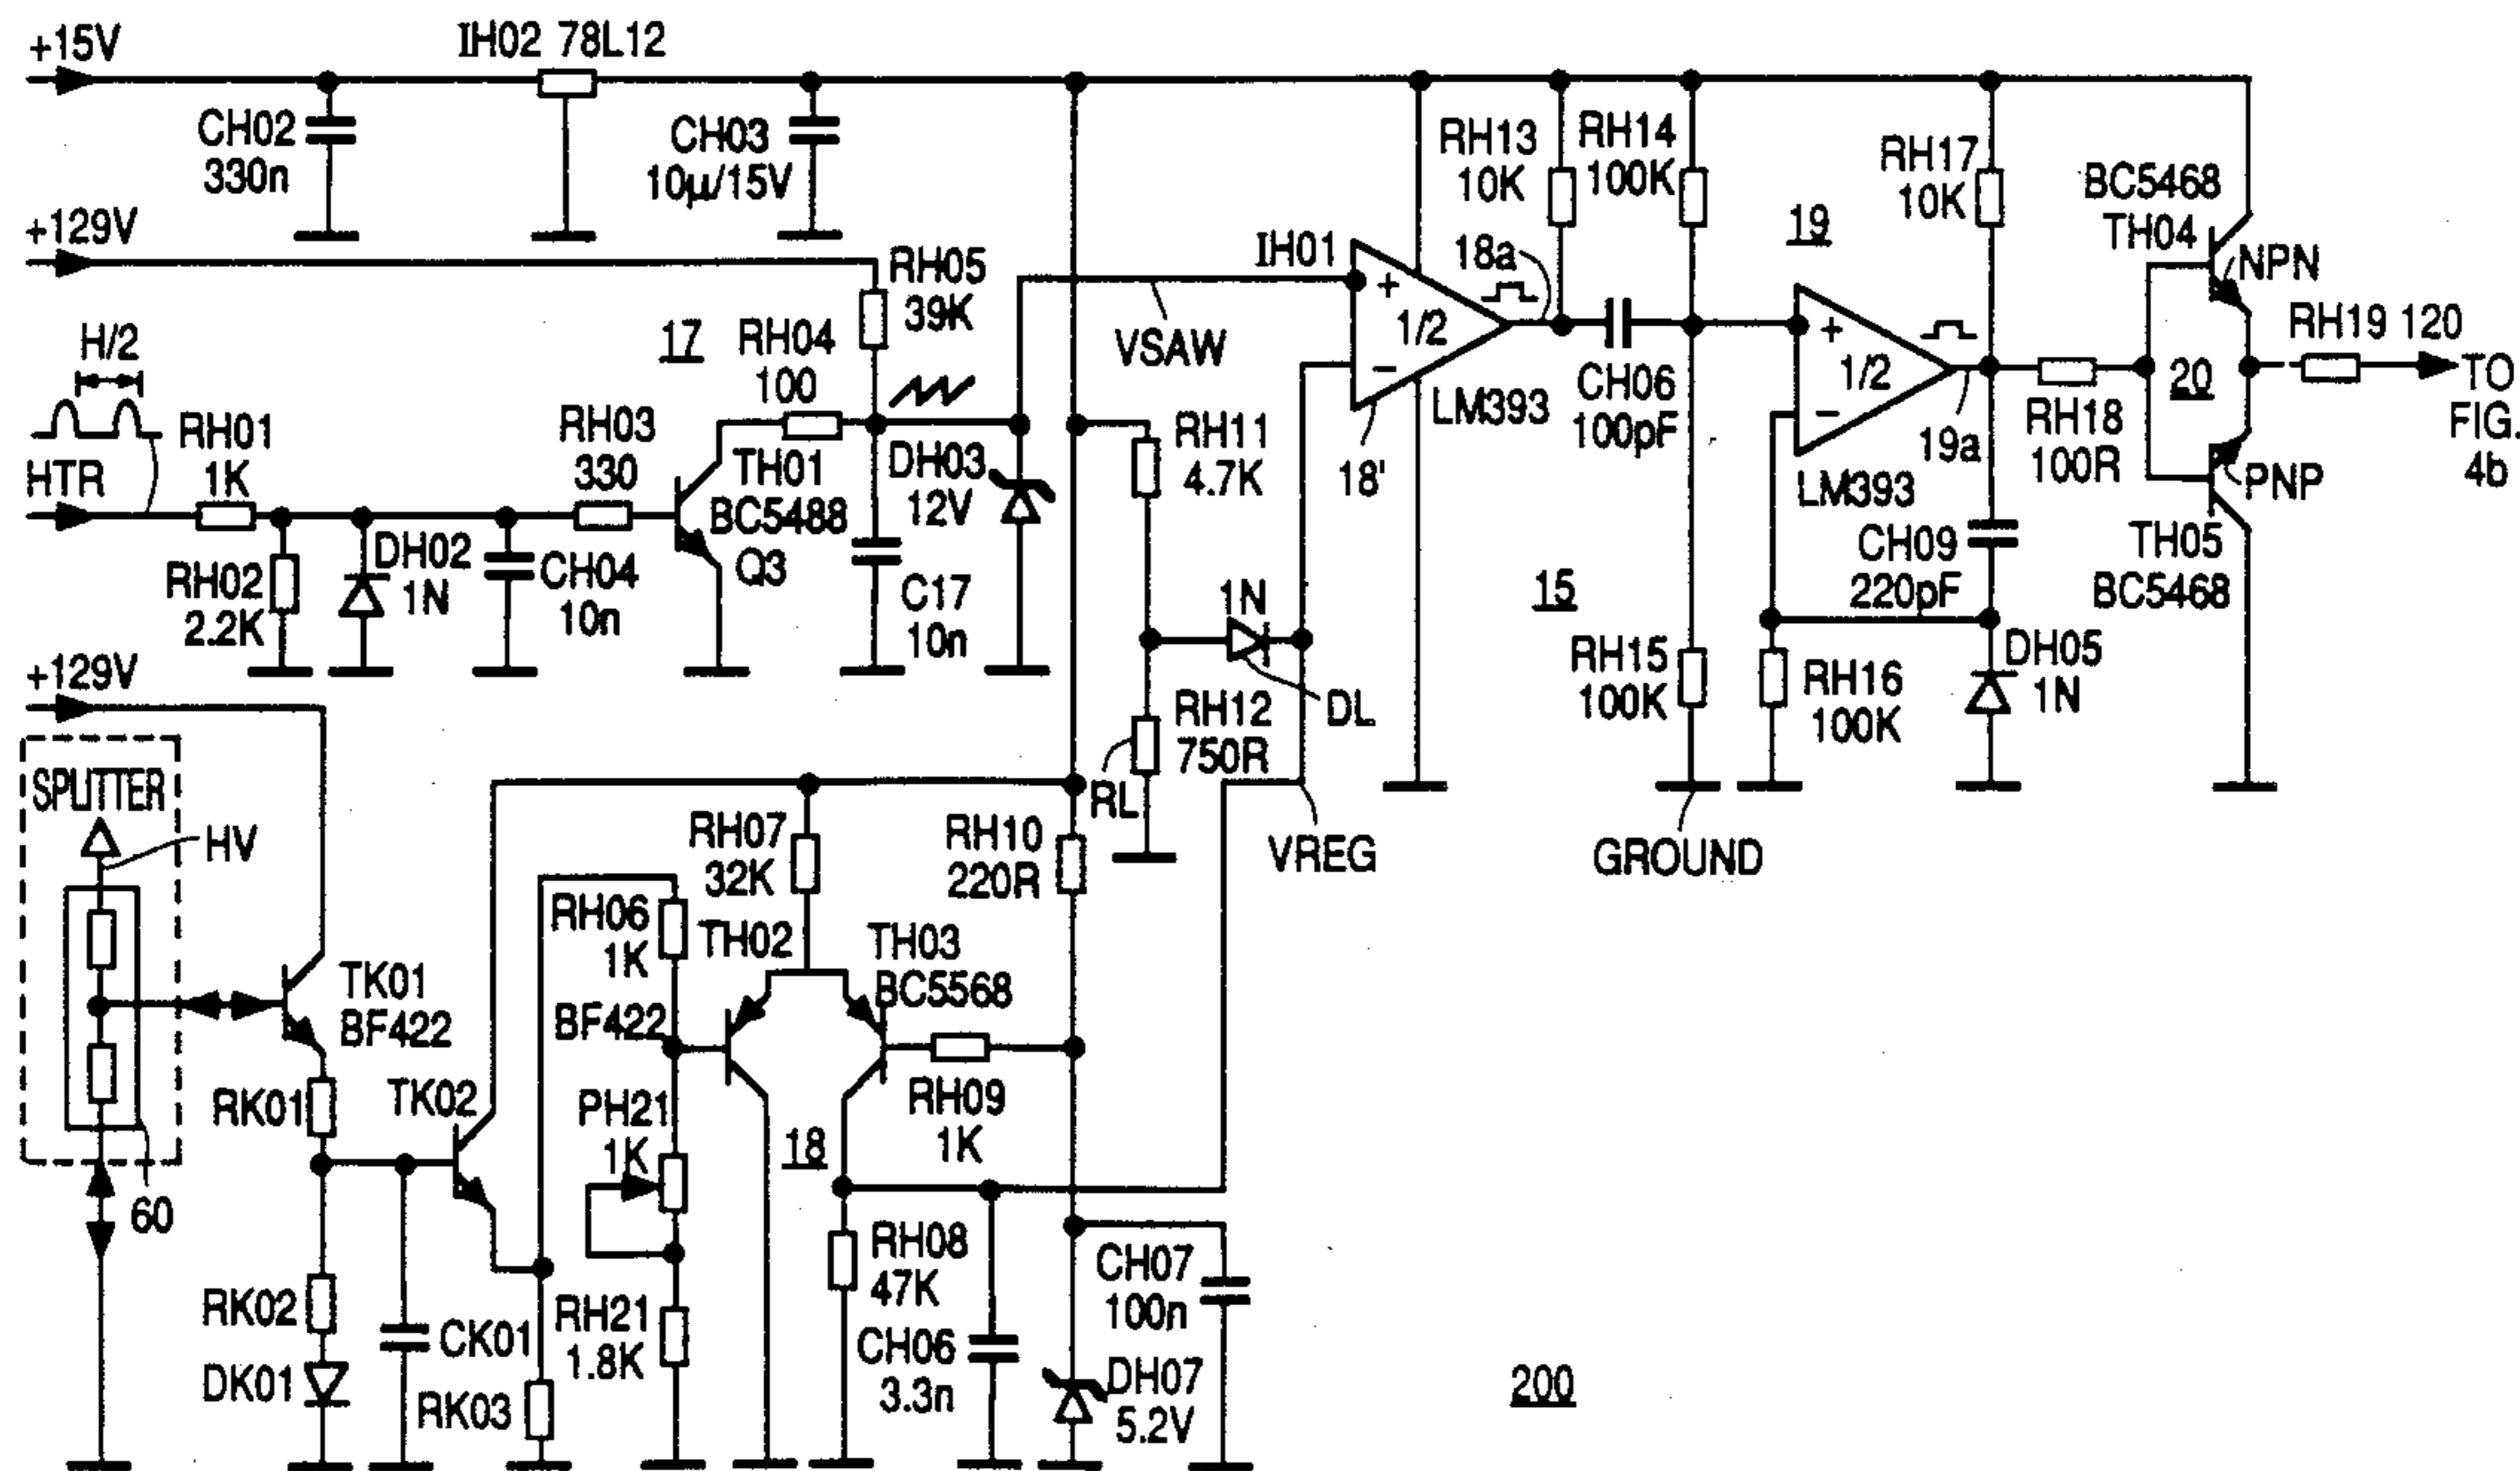 +15V
IH02 78L12
CH02
330n
CH03
10µ/15V
+129V
RH05
39K
17
RH04
100
H/2
HTR
RH01
1K
RH03
330
TH01
BC5488
Q3
DH03
12V
RH02
2.2K
DH02
1N
CH04
10n
C17
10n
VSAW
IH01
+
1/2
−
LM393
18'
18a
RH13
10K
RH14
100K
CH06
100pF
19
RH17
10K
+
1/2
−
LM393
19a
BC5468
TH04
NPN
RH19 120
TO
FIG.
4b
20
RH18
100R
PNP
TH05
BC5468
CH09
220pF
RH11
4.7K
1N
DL
RH12
750R
RL
15
RH15
100K
RH16
100K
DH05
1N
GROUND
VREG
+129V
SPLITTER
HV
60
TK01
BF422
RK01
TK02
RK02
DK01
CK01
RK03
RH07
32K
RH06
1K
TH02
BF422
RH10
220R
TH03
BC5568
PH21
1K
18
RH09
1K
RH21
1.8K
RH08
47K
CH06
3.3n
CH07
100n
DH07
5.2V
200